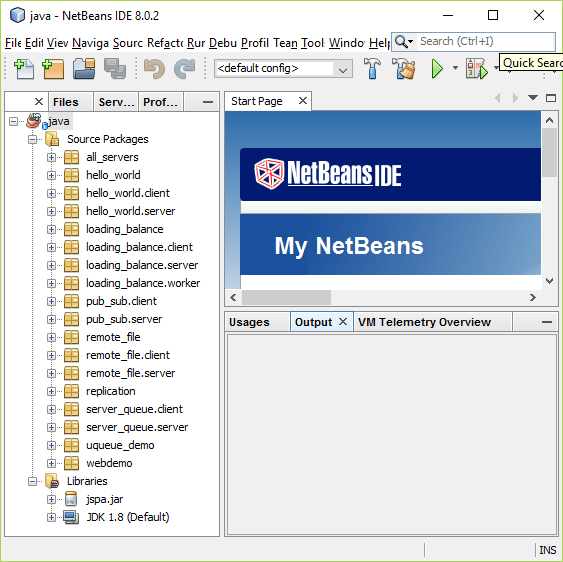 java - NetBeans IDE 8.0.2
File Edit View Naviga Sourc Refacto Run Debu Profil Tean Tools Windo Help
Search (Ctrl+I)
<default config>
Quick Searc
Files Serv... Prof...
Start Page
java
Source Packages
all_servers
hello_world
hello_world.client
hello_world.server
loading_balance
loading_balance.client
loading_balance.server
loading_balance.worker
pub_sub.client
pub_sub.server
remote_file
remote_file.client
remote_file.server
replication
server_queue.client
server_queue.server
uqueue_demo
webdemo
Libraries
jspa.jar
JDK 1.8 (Default)
NetBeans IDE
My NetBeans
Usages Output VM Telemetry Overview
INS